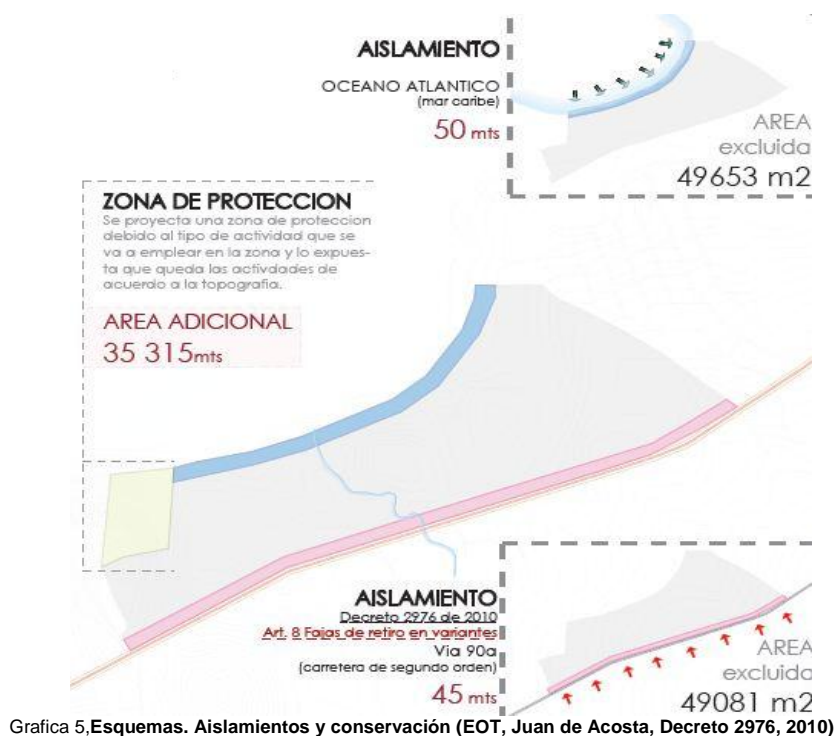 AISLAMIENTO
OCEANO ATLANTICO
(mar caribe)
50 mts
AREA
excluida
49653 m2
ZONA DE PROTECCION
Se proyecta una zona de proteccion
debido al tipo de actividad que se
va a emplear en la zona y lo expues-
ta que queda las activdades de
acuerdo a la topografia.
AREA ADICIONAL
35 315mts
AISLAMIENTO
Decreto 2976 de 2010
Art. 8 Fajas de retiro en variantes
Via 90a
(carretera de segundo orden)
45 mts
AREA
excluida
49081 m2
Grafica 5,Esquemas. Aislamientos y conservación (EOT, Juan de Acosta, Decreto 2976, 2010)